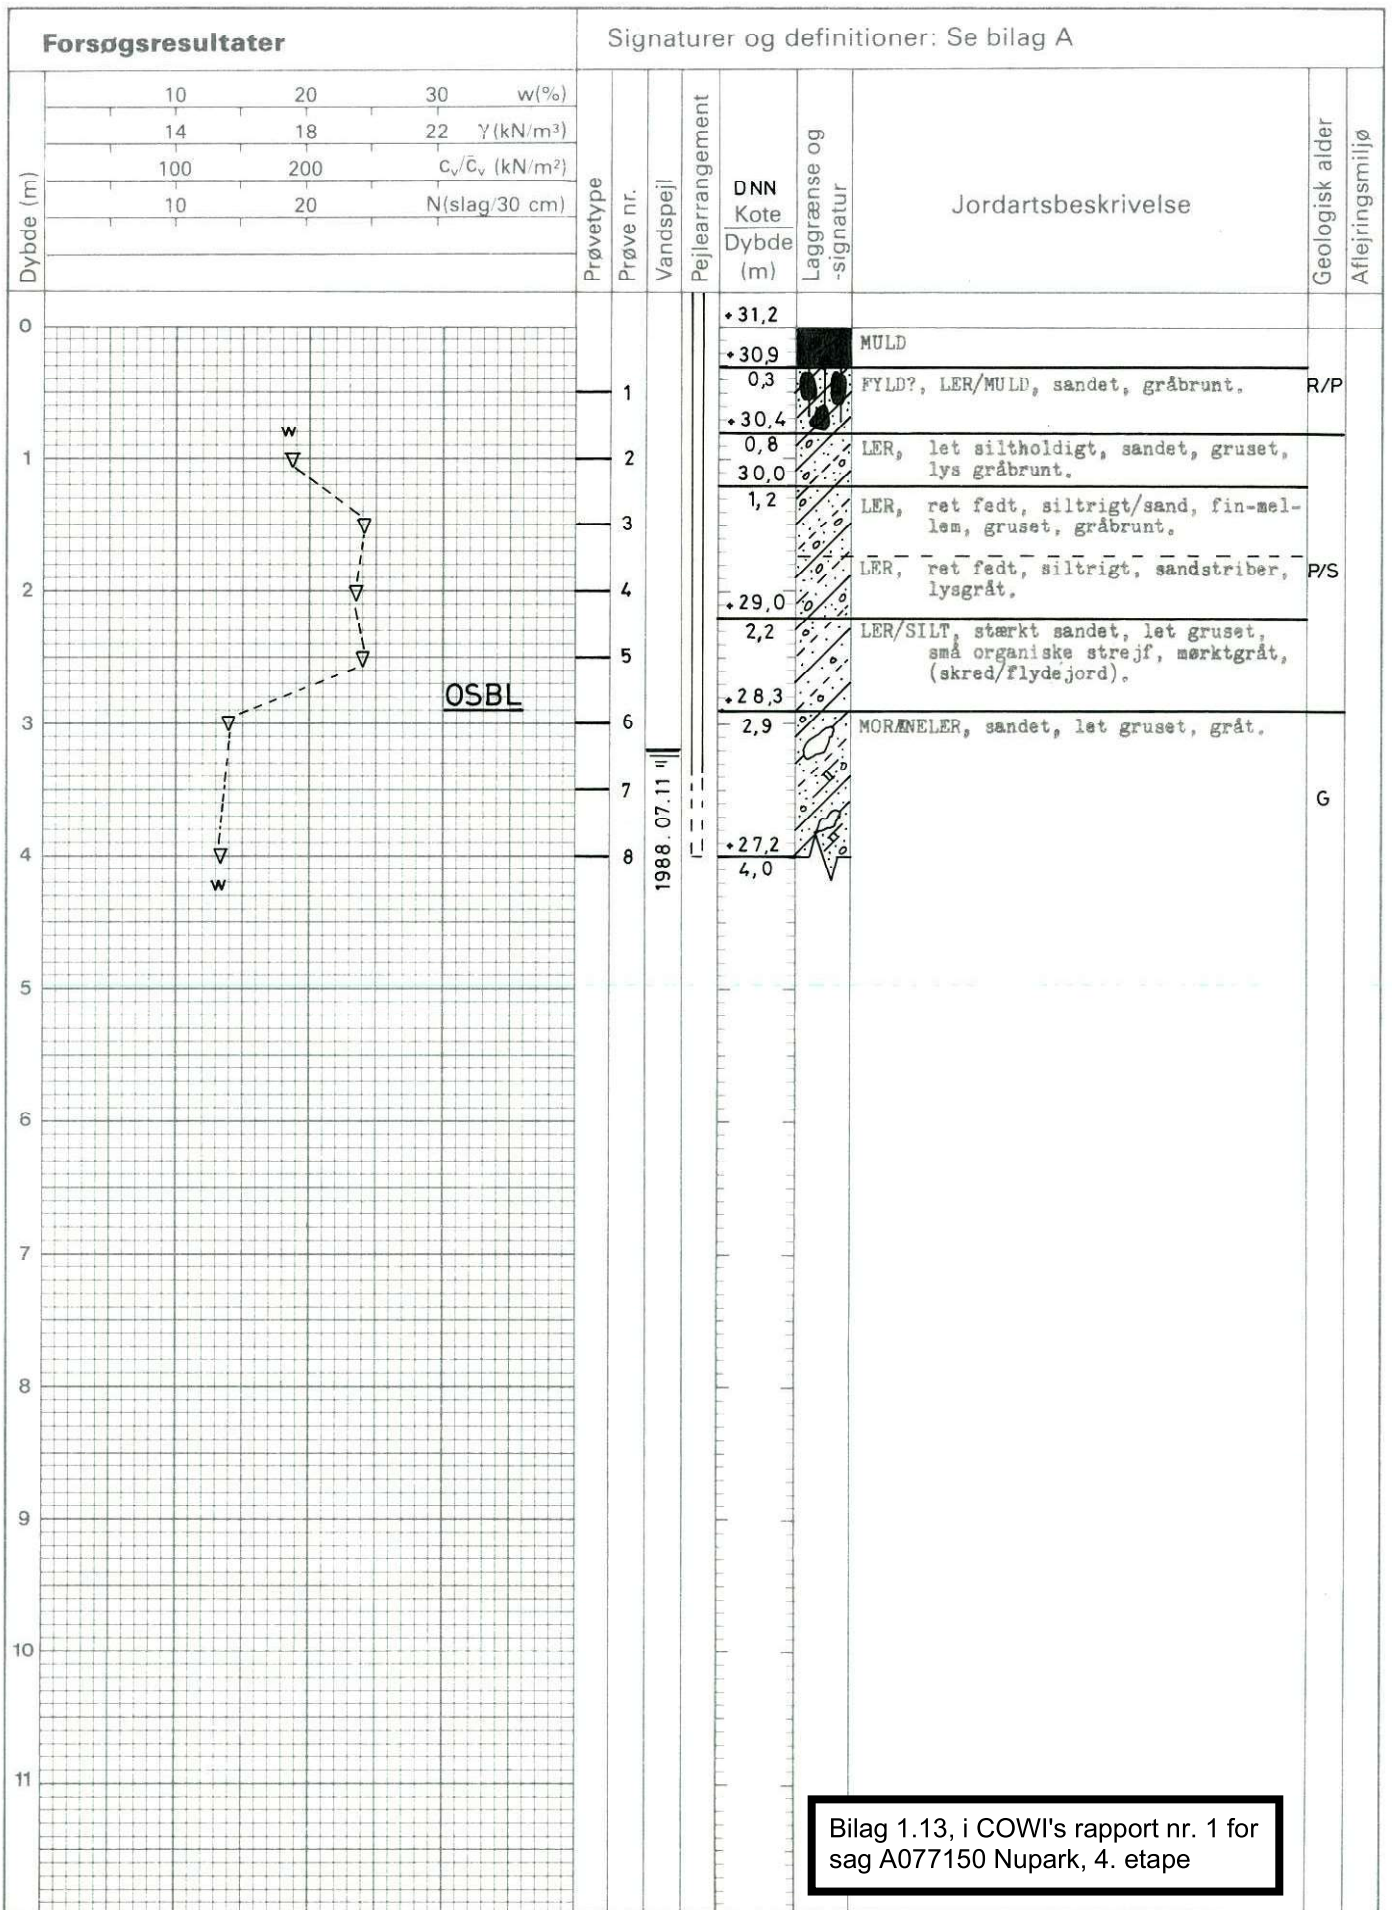 Forsøgsresultater
Signaturer og definitioner: Se bilag A
Dybde (m)
10 20 30 w(%)
14 18 22 γ(kN/m³)
100 200 cᵥ/c̄ᵥ (kN/m²)
10 20 N(slag/30 cm)
Prøvetype
Prøve nr.
Vandspejl
Pejlearrangement
DNN
Kote
Dybde
(m)
Laggrænse og
-signatur
Jordartsbeskrivelse
Geologisk alder
Aflejringsmiljø
0
+31,2
MULD
+30,9
0,3
FYLD?, LER/MULD, sandet, gråbrunt.
R/P
1
+30,4
w
0,8
LER, let siltholdigt, sandet, gruset,
lys gråbrunt.
1
2
30,0
1,2
LER, ret fedt, siltrigt/sand, fin-mel-
lem, gruset, gråbrunt.
3
LER, ret fedt, siltrigt, sandstriber,
lysgråt.
P/S
2
4
+29,0
2,2
LER/SILT, stærkt sandet, let gruset,
små organiske strejf, mørktgråt,
(skred/flydejord).
5
OSBL
+28,3
3
6
2,9
MORÆNELER, sandet, let gruset, gråt.
7
G
1988.07.11
4
8
+27,2
4,0
w
5
6
7
8
9
10
11
Bilag 1.13, i COWI's rapport nr. 1 for
sag A077150 Nupark, 4. etape